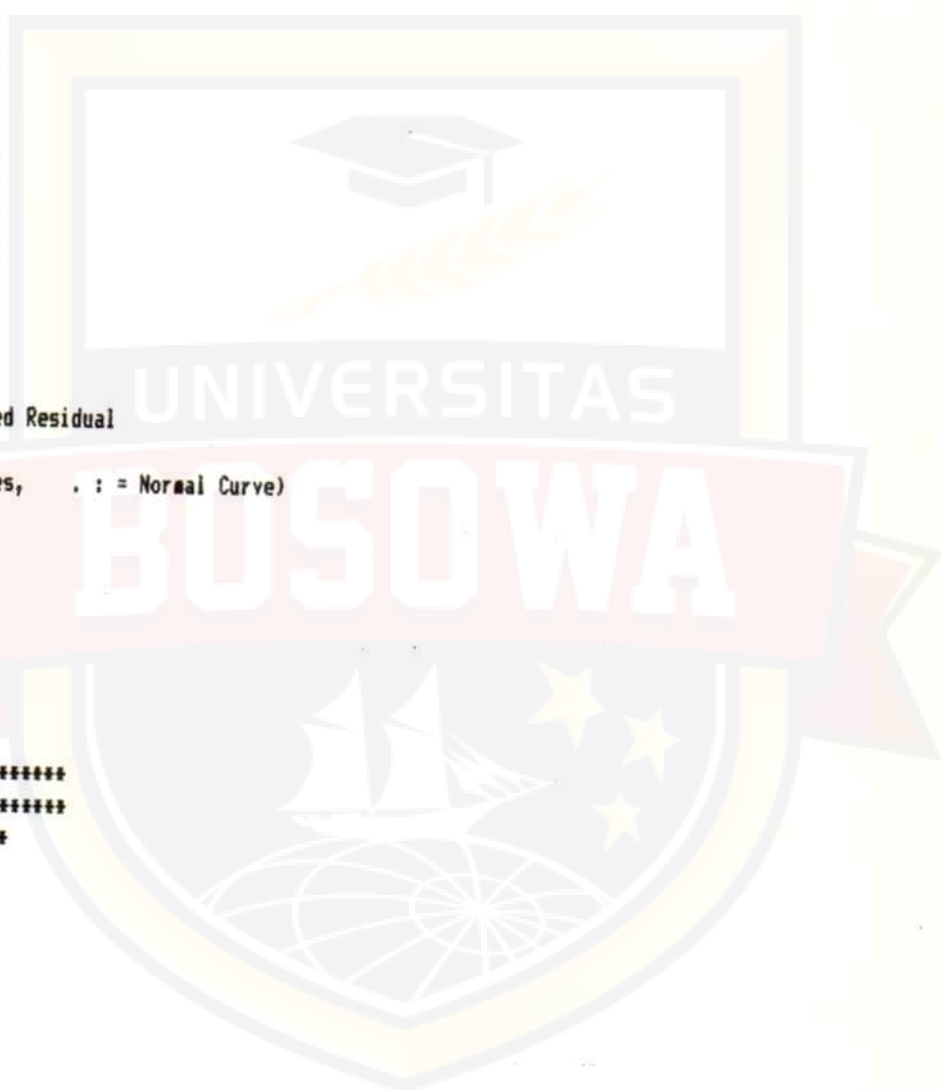 UNIVERSITAS
ed Residual
es, . : = Normal Curve)
BOSOWA
******
******
*